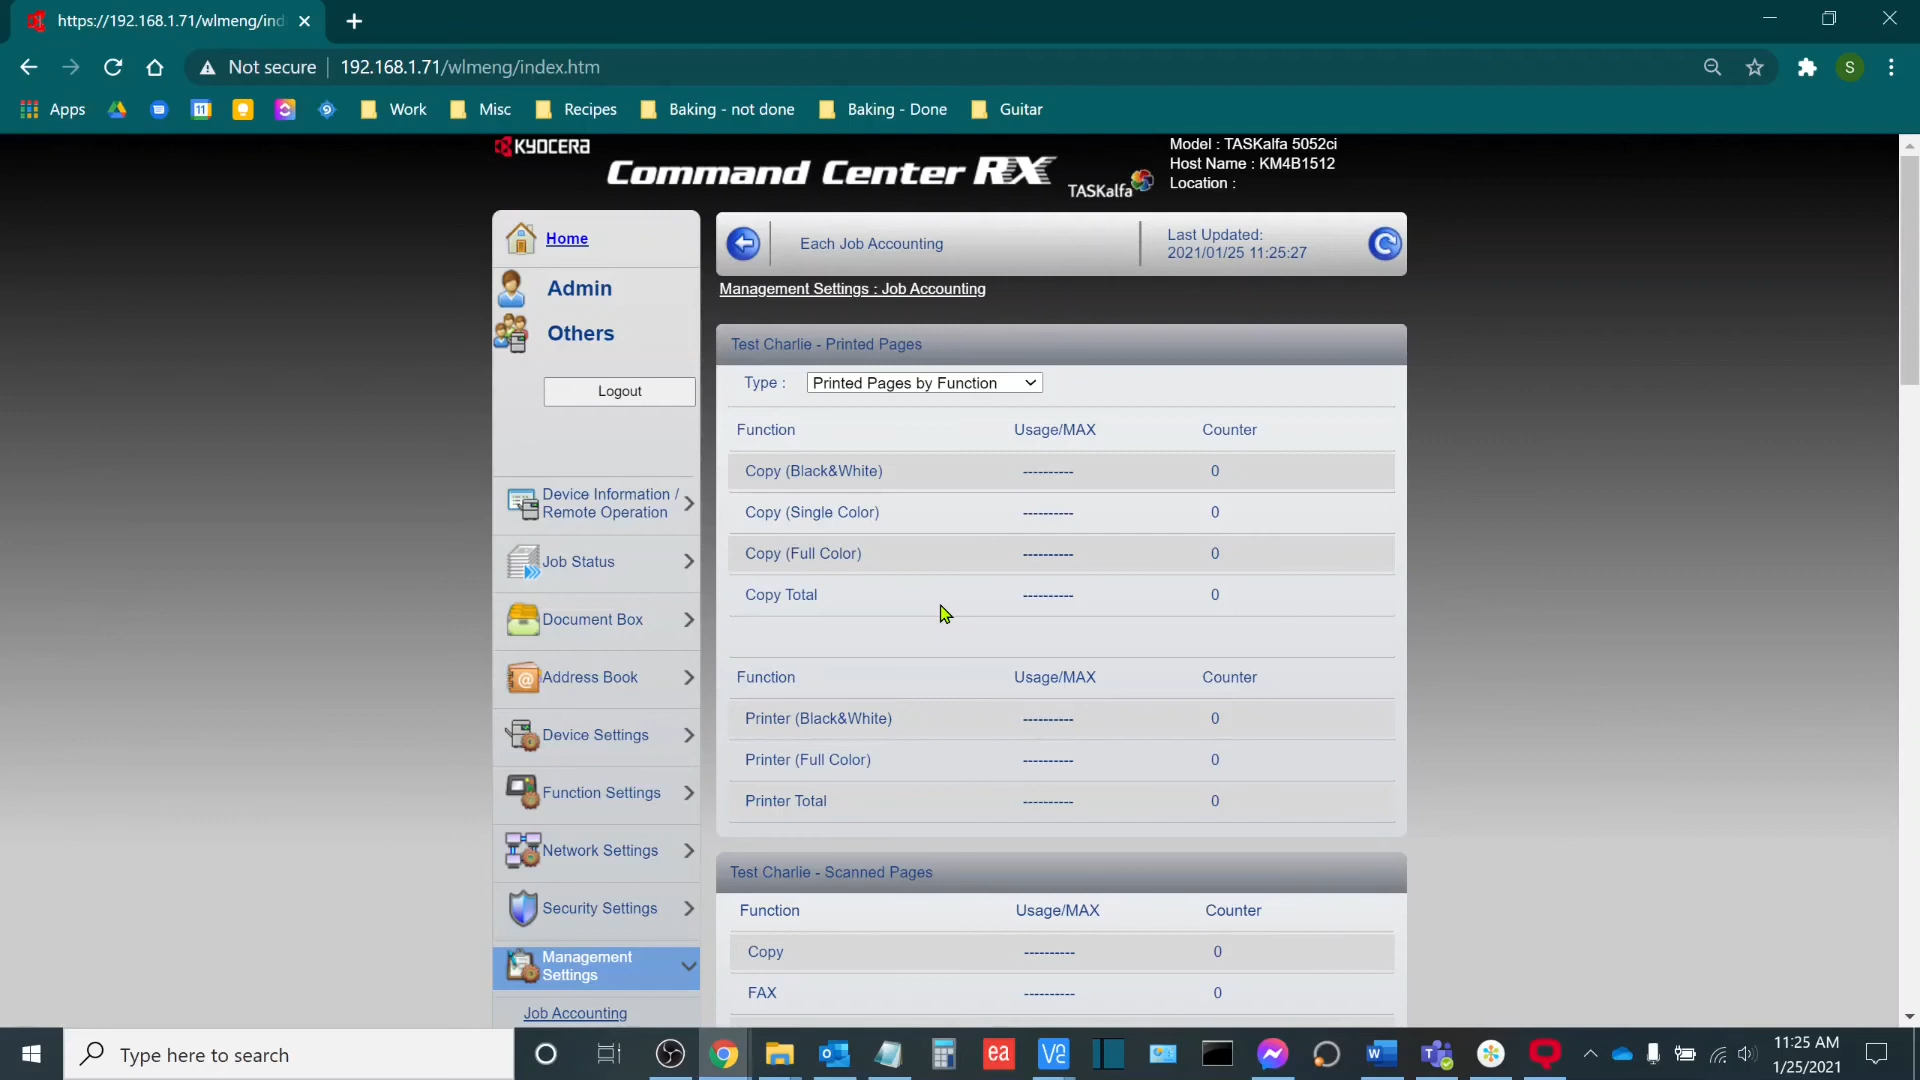 https://192.168.1.71/wlmeng/ind
Not secure
192.168.1.71/wlmeng/index.htm
S
Apps
11
Work
Misc
Recipes
Baking - not done
Baking - Done
Guitar
KYOCERA
Command Center RX
TASKalfa
Model : TASKalfa 5052ci
Host Name : KM4B1512
Location :
Home
Admin
Others
Logout
Device Information /
Remote Operation
Job Status
Document Box
Address Book
Device Settings
Function Settings
Network Settings
Security Settings
Management
Settings
Job Accounting
Each Job Accounting
Last Updated:
2021/01/25 11:25:27
Management Settings : Job Accounting
Test Charlie - Printed Pages
Type : Printed Pages by Function
Function Usage/MAX Counter
Copy (Black&White) ---------- 0
Copy (Single Color) ---------- 0
Copy (Full Color) ---------- 0
Copy Total ---------- 0
Function Usage/MAX Counter
Printer (Black&White) ---------- 0
Printer (Full Color) ---------- 0
Printer Total ---------- 0
Test Charlie - Scanned Pages
Function Usage/MAX Counter
Copy ---------- 0
FAX ---------- 0
Type here to search
ea
11:25 AM
1/25/2021